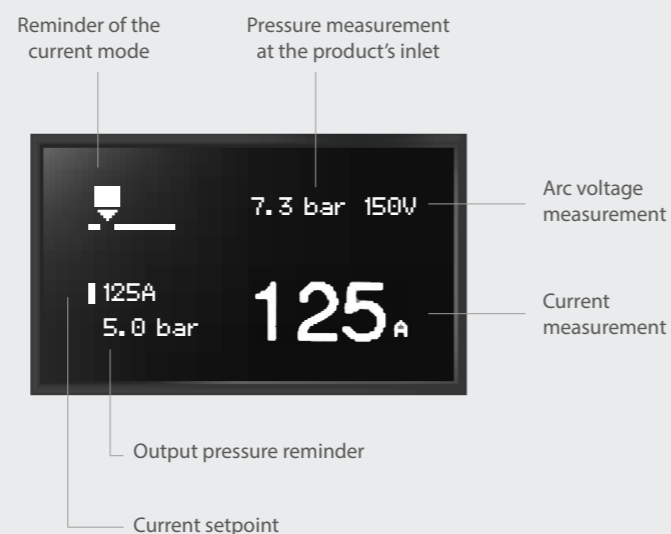 Reminder of the
current mode
Pressure measurement
at the product’s inlet
7.3 bar 150V
Arc voltage
measurement
125A
5.0 bar
125A
Current
measurement
Output pressure reminder
Current setpoint